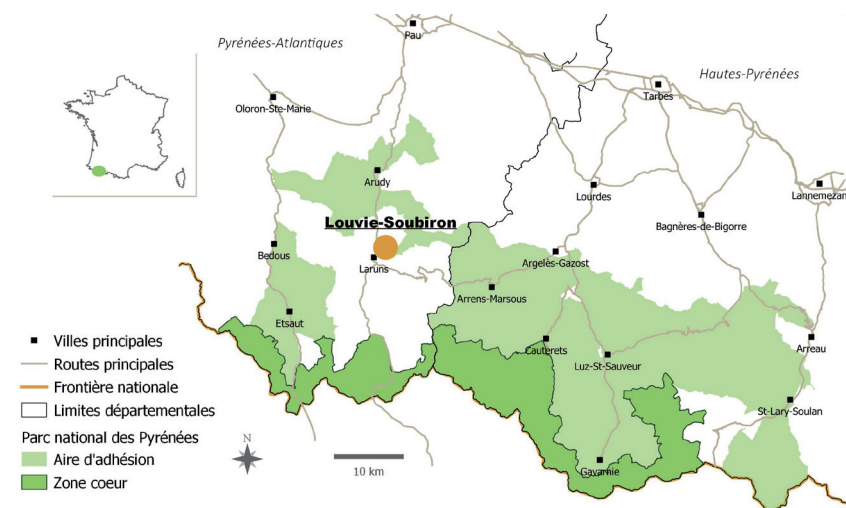 Pyrénées-Atlantiques
Pau
Hautes-Pyrénées
Tarbes
Oloron-Ste-Marie
Arudy
Lourdes
Lannemezan
Louvie-Soubiron
Bagnères-de-Bigorre
Bedous
Laruns
Argelès-Gazost
Arrens-Marsous
Etsaut
Cauterets
Luz-St-Sauveur
Arreau
St-Lary-Soulan
Gavarnie
Villes principales
Routes principales
Frontière nationale
Limites départementales
Parc national des Pyrénées
Aire d'adhésion
Zone coeur
N
10 km